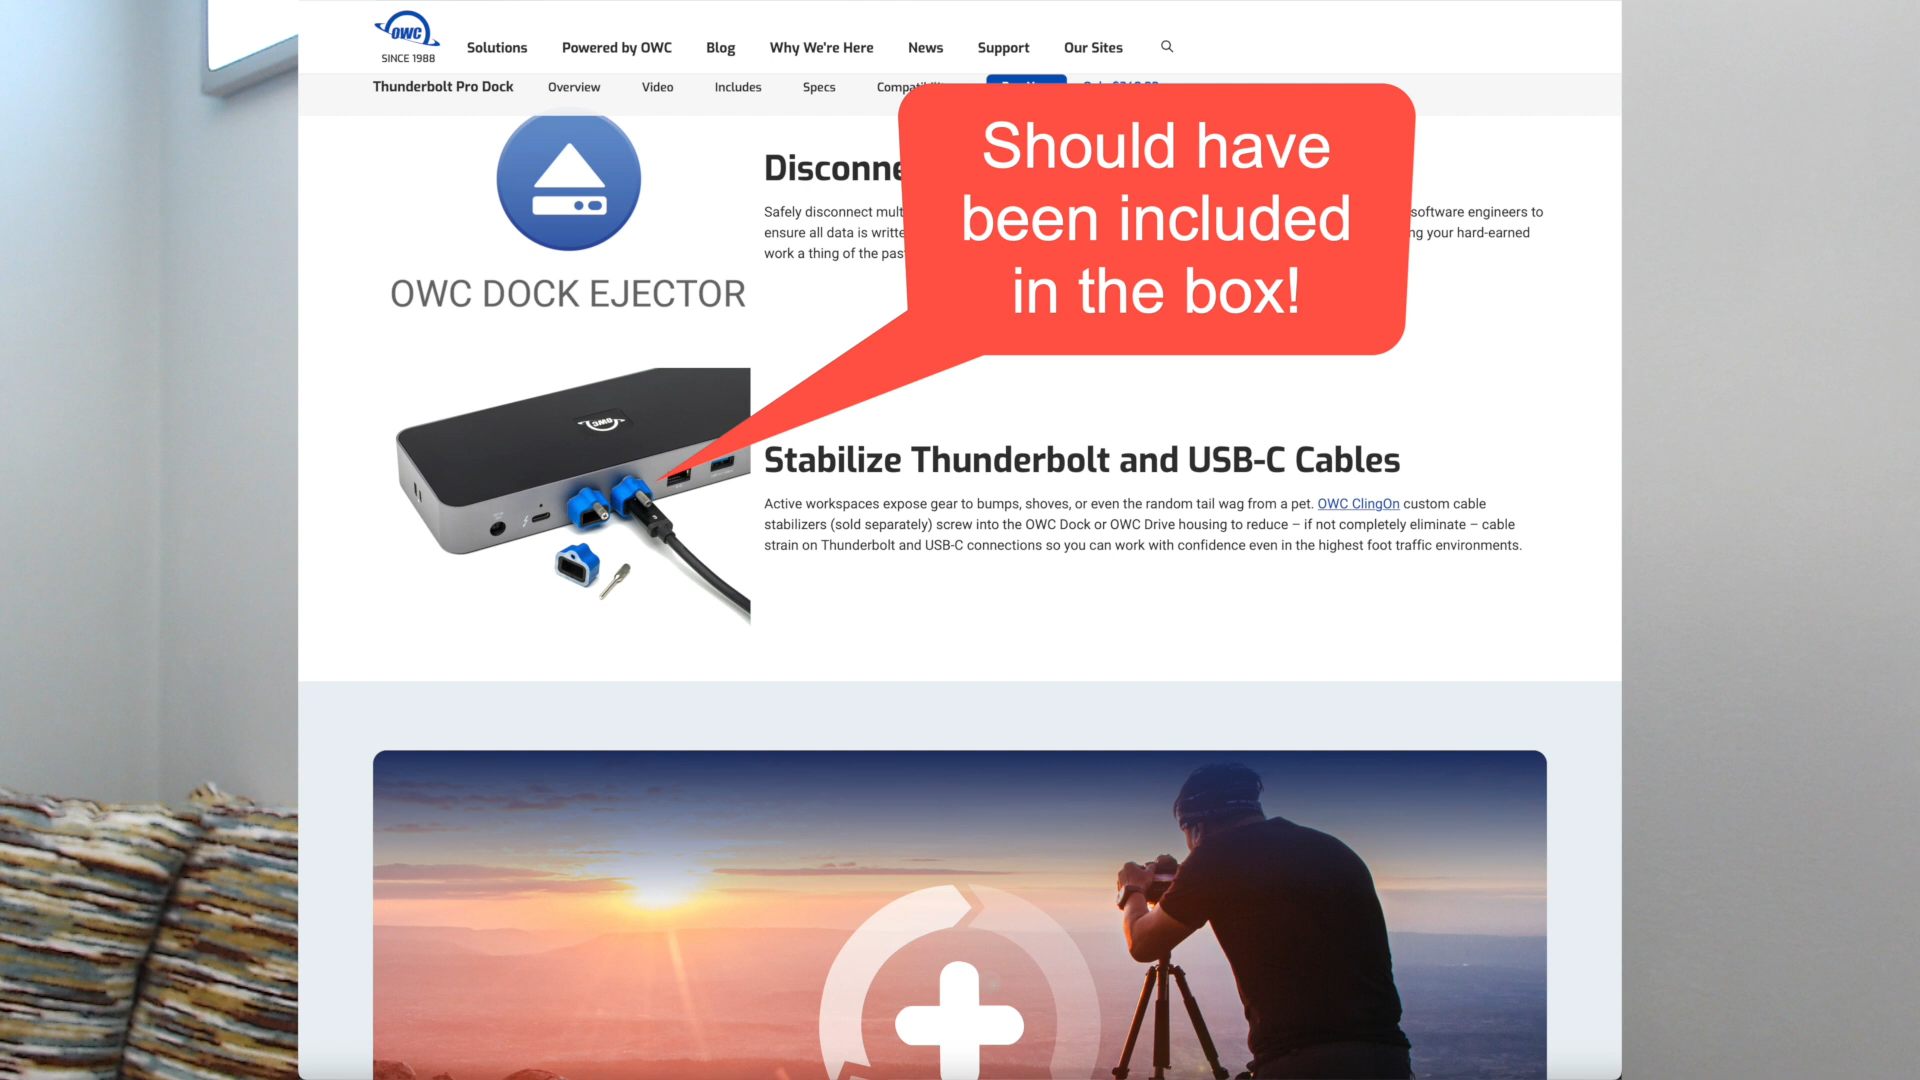 OWC
SINCE 1988
Solutions
Powered by OWC
Blog
Why We're Here
News
Support
Our Sites
Thunderbolt Pro Dock
Overview
Video
Includes
Specs
Should have
been included
in the box!
Safely disconnect software engineers to
ensure all data is your hard-earned
work a thing of the
OWC DOCK EJECTOR
OWC
Stabilize Thunderbolt and USB-C Cables
Active workspaces expose gear to bumps, shoves, or even the random tail wag from a pet. OWC ClingOn custom cable
stabilizers (sold separately) screw into the OWC Dock or OWC Drive housing to reduce – if not completely eliminate – cable
strain on Thunderbolt and USB-C connections so you can work with confidence even in the highest foot traffic environments.